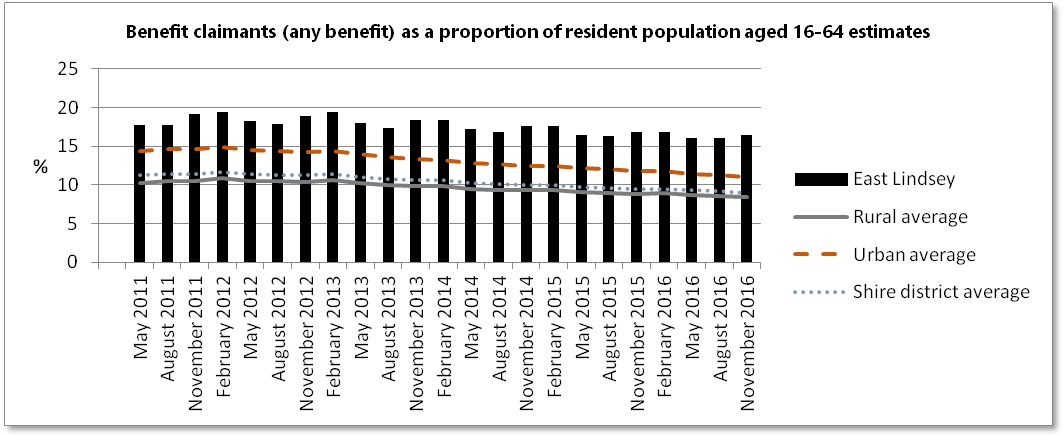 Benefit claimants (any benefit) as a proportion of resident population aged 16-64 estimates
25
20
15
10
5
0
%
May 2011
August 2011
November 2011
February 2012
May 2012
August 2012
November 2012
February 2013
May 2013
August 2013
November 2013
February 2014
May 2014
August 2014
November 2014
February 2015
May 2015
August 2015
November 2015
February 2016
May 2016
August 2016
November 2016
East Lindsey
Rural average
Urban average
Shire district average